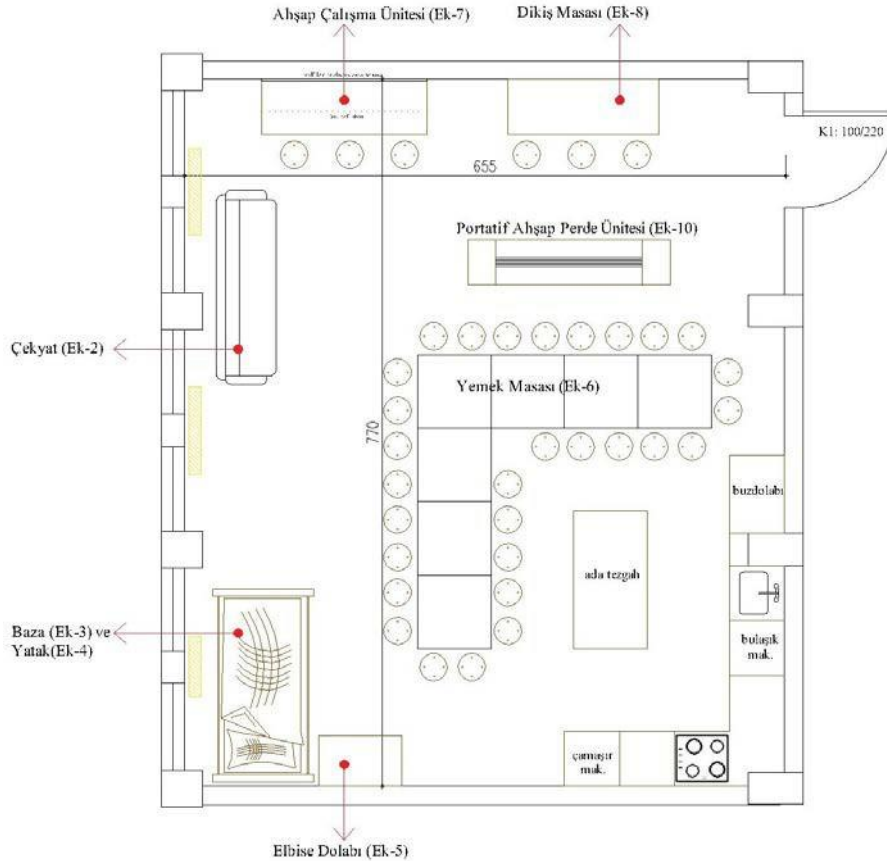 Ahşap Çalışma Ünitesi (Ek-7)
Dikiş Masası (Ek-8)
K1: 100/220
655
Portatif Ahşap Perde Ünitesi (Ek-10)
Çekyat (Ek-2)
Yemek Masası (Ek-6)
770
buzdolabı
ada tezgah
Baza (Ek-3) ve
Yatak(Ek-4)
bulaşık
mak.
çamaşır
mak.
Elbise Dolabı (Ek-5)